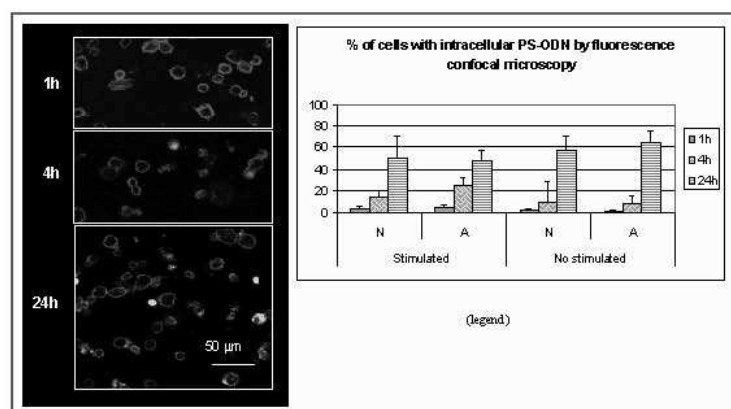 1h
4h
24h
50 µm
% of cells with intracellular PS-ODN by fluorescence
confocal microscopy
100
80
60
40
20
0
N A N A
Stimulated No stimulated
1h
4h
24h
(legend)